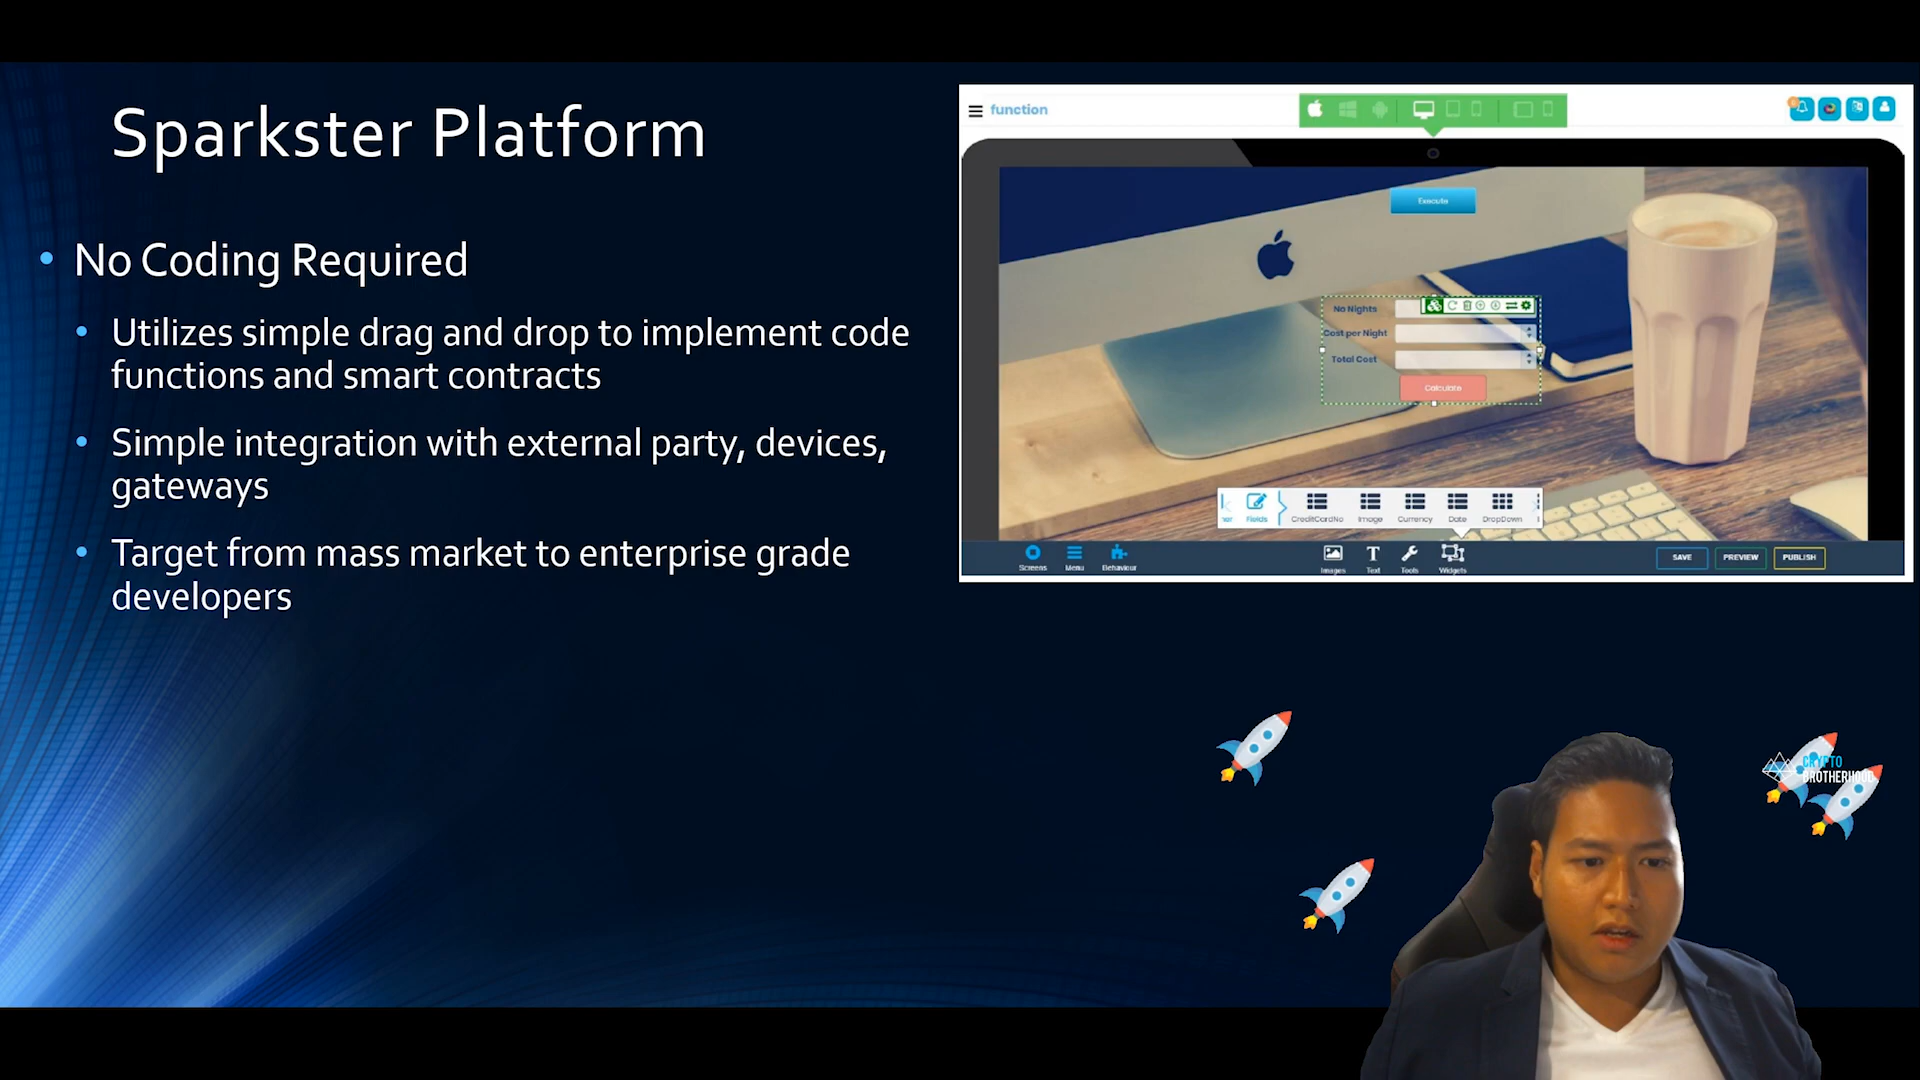 Sparkster Platform
No Coding Required
Utilizes simple drag and drop to implement code
functions and smart contracts
Simple integration with external party, devices,
gateways
Target from mass market to enterprise grade
developers
function
Execute
No Nights
Cost per Night
Total Cost
Calculate
Fields
CreditCardNo
Image
Currency
Date
DropDown
Screens
Menu
Behaviour
Images
Text
Tools
Widgets
SAVE
PREVIEW
PUBLISH
CRYPTO
BROTHERHOOD